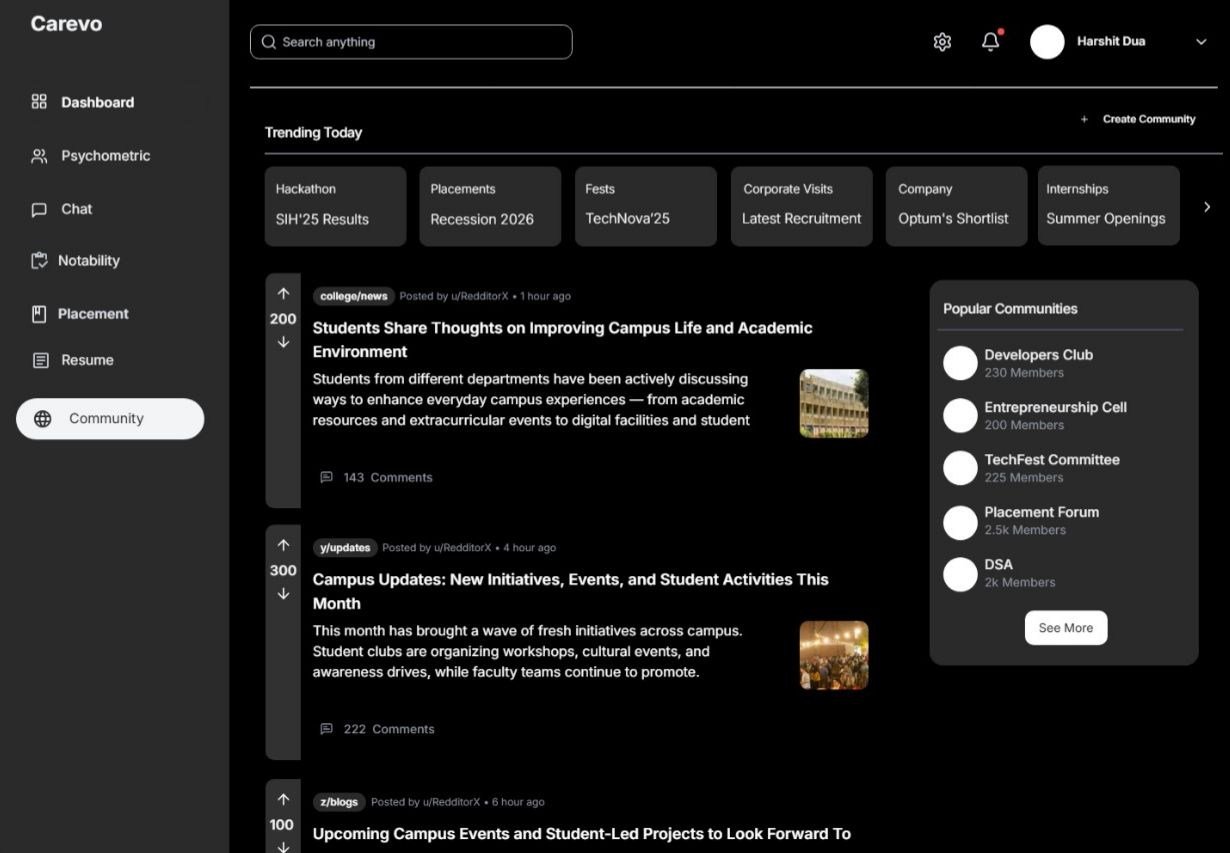 Carevo
Dashboard
Psychometric
Chat
Notability
Placement
Resume
Community
Search anything
Harshit Dua
Trending Today
+ Create Community
Hackathon
SIH'25 Results
Placements
Recession 2026
Fests
TechNova'25
Corporate Visits
Latest Recruitment
Company
Optum's Shortlist
Internships
Summer Openings
200
college/news Posted by u/RedditorX • 1 hour ago
Students Share Thoughts on Improving Campus Life and Academic
Environment
Students from different departments have been actively discussing
ways to enhance everyday campus experiences — from academic
resources and extracurricular events to digital facilities and student
143 Comments
300
y/updates Posted by u/RedditorX • 4 hour ago
Campus Updates: New Initiatives, Events, and Student Activities This
Month
This month has brought a wave of fresh initiatives across campus.
Student clubs are organizing workshops, cultural events, and
awareness drives, while faculty teams continue to promote.
222 Comments
100
z/blogs Posted by u/RedditorX • 6 hour ago
Upcoming Campus Events and Student-Led Projects to Look Forward To
Popular Communities
Developers Club
230 Members
Entrepreneurship Cell
200 Members
TechFest Committee
225 Members
Placement Forum
2.5k Members
DSA
2k Members
See More